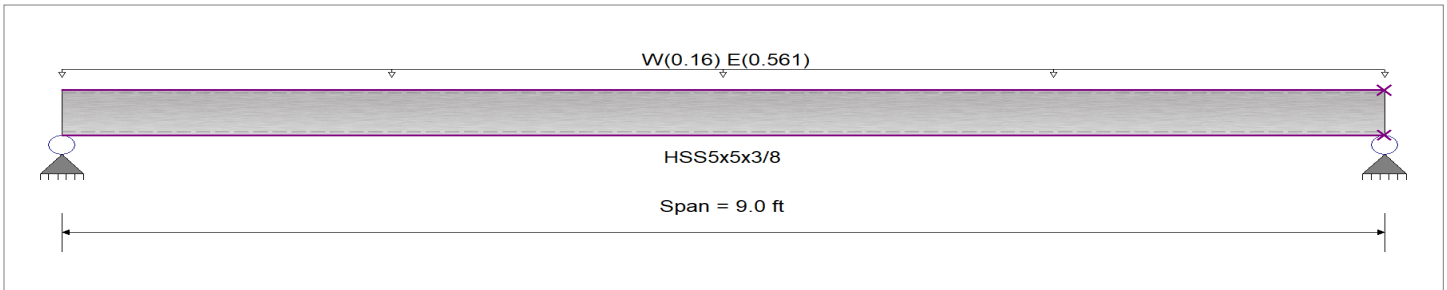 W(0.16) E(0.561)
HSS5x5x3/8
Span = 9.0 ft